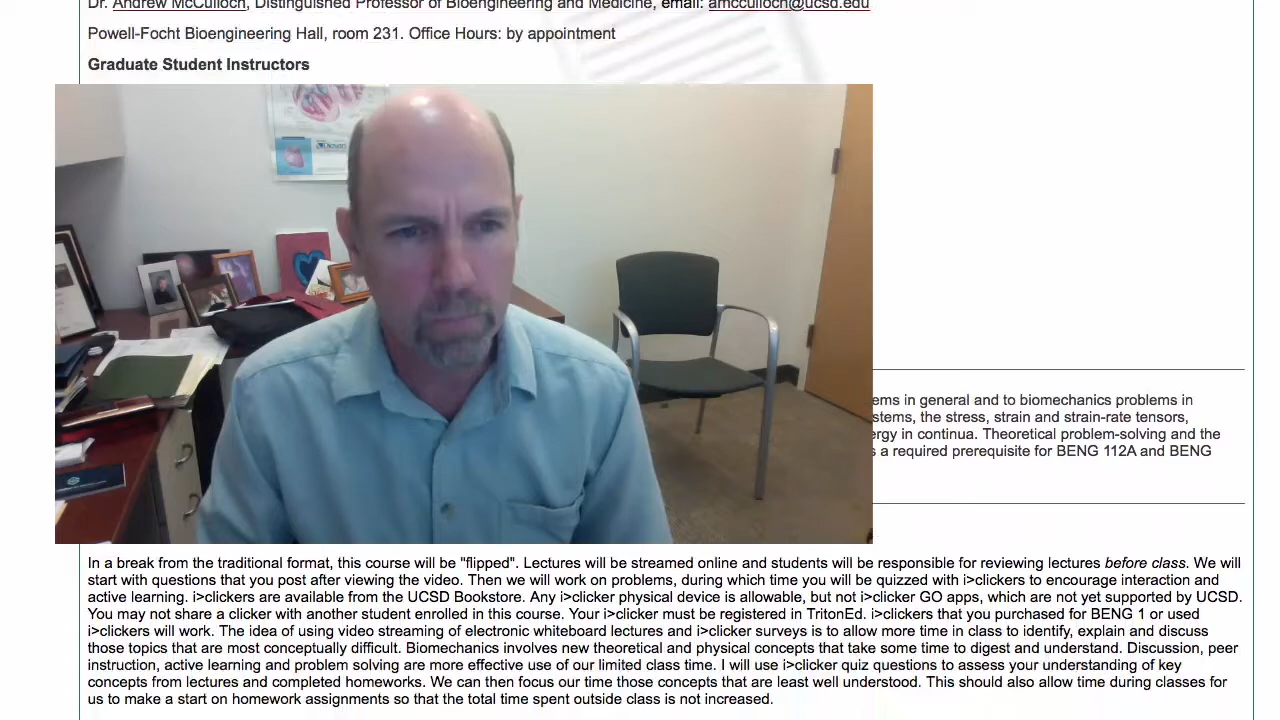 Dr. Andrew McCulloch, Distinguished Professor of Bioengineering and Medicine, email: amcculloch@ucsd.edu
Powell-Focht Bioengineering Hall, room 231. Office Hours: by appointment
Graduate Student Instructors
ems in general and to biomechanics problems in
stems, the stress, strain and strain-rate tensors,
ergy in continua. Theoretical problem-solving and the
s a required prerequisite for BENG 112A and BENG
In a break from the traditional format, this course will be "flipped". Lectures will be streamed online and students will be responsible for reviewing lectures before class. We will
start with questions that you post after viewing the video. Then we will work on problems, during which time you will be quizzed with i>clickers to encourage interaction and
active learning. i>clickers are available from the UCSD Bookstore. Any i>clicker physical device is allowable, but not i>clicker GO apps, which are not yet supported by UCSD.
You may not share a clicker with another student enrolled in this course. Your i>clicker must be registered in TritonEd. i>clickers that you purchased for BENG 1 or used
i>clickers will work. The idea of using video streaming of electronic whiteboard lectures and i>clicker surveys is to allow more time in class to identify, explain and discuss
those topics that are most conceptually difficult. Biomechanics involves new theoretical and physical concepts that take some time to digest and understand. Discussion, peer
instruction, active learning and problem solving are more effective use of our limited class time. I will use i>clicker quiz questions to assess your understanding of key
concepts from lectures and completed homeworks. We can then focus our time those concepts that are least well understood. This should also allow time during classes for
us to make a start on homework assignments so that the total time spent outside class is not increased.